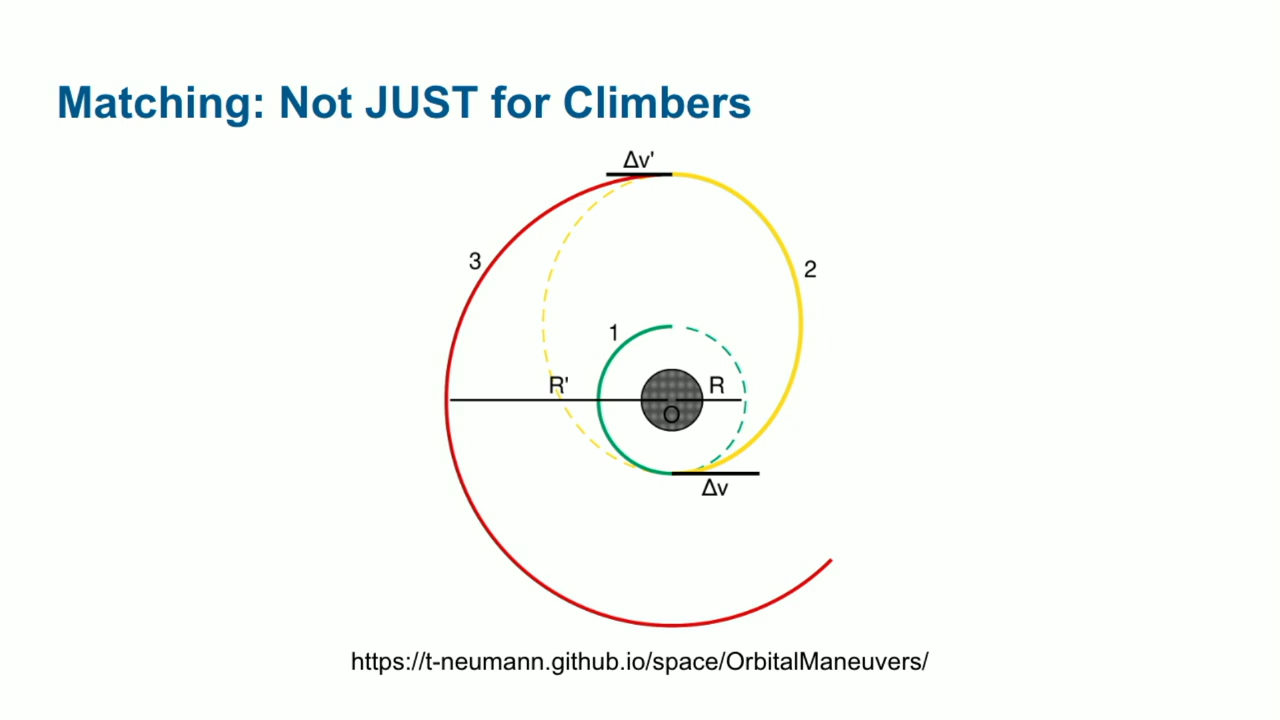 Matching: Not JUST for Climbers
Δv'
3
2
1
R'
R
O
Δv
https://t-neumann.github.io/space/OrbitalManeuvers/